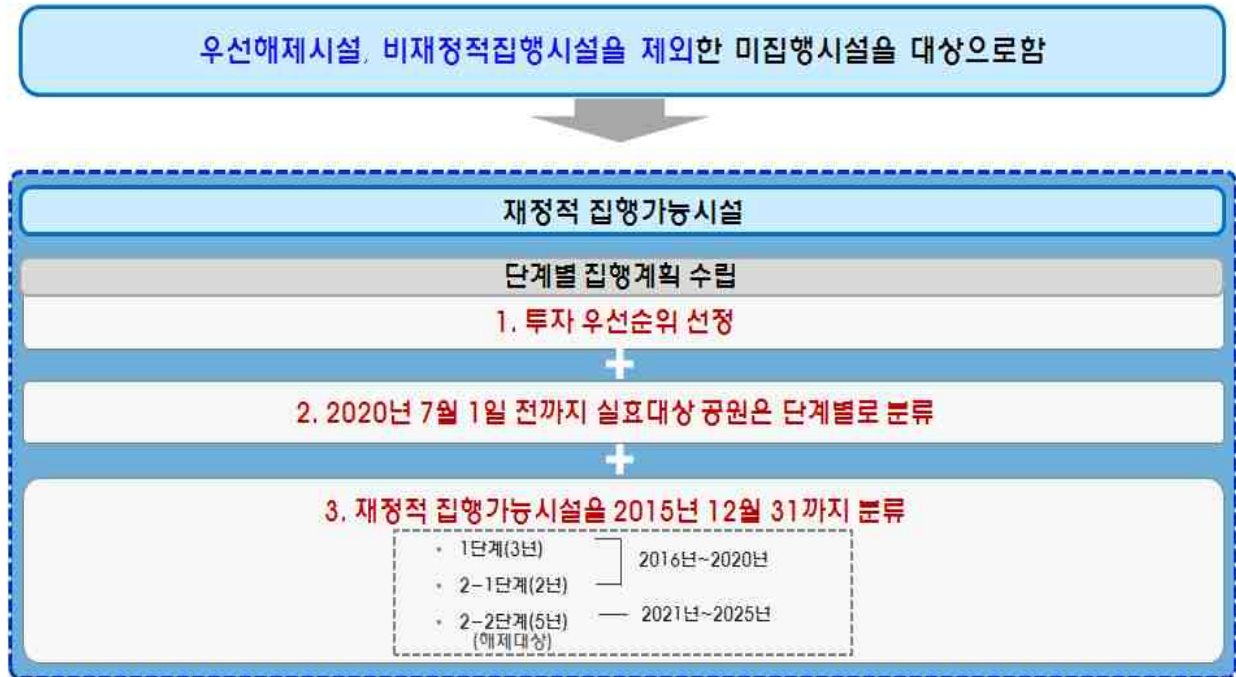 우선해제시설, 비재정적집행시설을 제외한 미집행시설을 대상으로함
재정적 집행가능시설
단계별 집행계획 수립
1. 투자 우선순위 선정
+
2. 2020년 7월 1일 전까지 실효대상 공원은 단계별로 분류
+
3. 재정적 집행가능시설을 2015년 12월 31까지 분류
• 1단계(3년)
2016년~2020년
• 2-1단계(2년)
• 2-2단계(5년) 2021년~2025년
(해제대상)